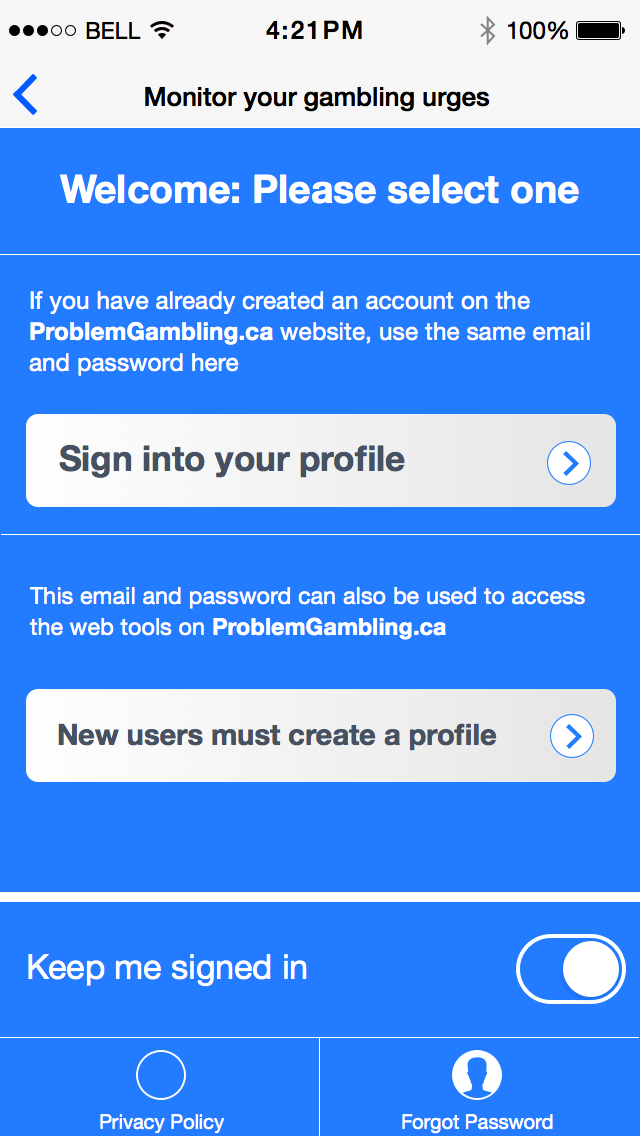 BELL 4:21PM 100%
Monitor your gambling urges
Welcome: Please select one
If you have already created an account on the
ProblemGambling.ca website, use the same email
and password here
Sign into your profile
This email and password can also be used to access
the web tools on ProblemGambling.ca
New users must create a profile
Keep me signed in
Privacy Policy
Forgot Password